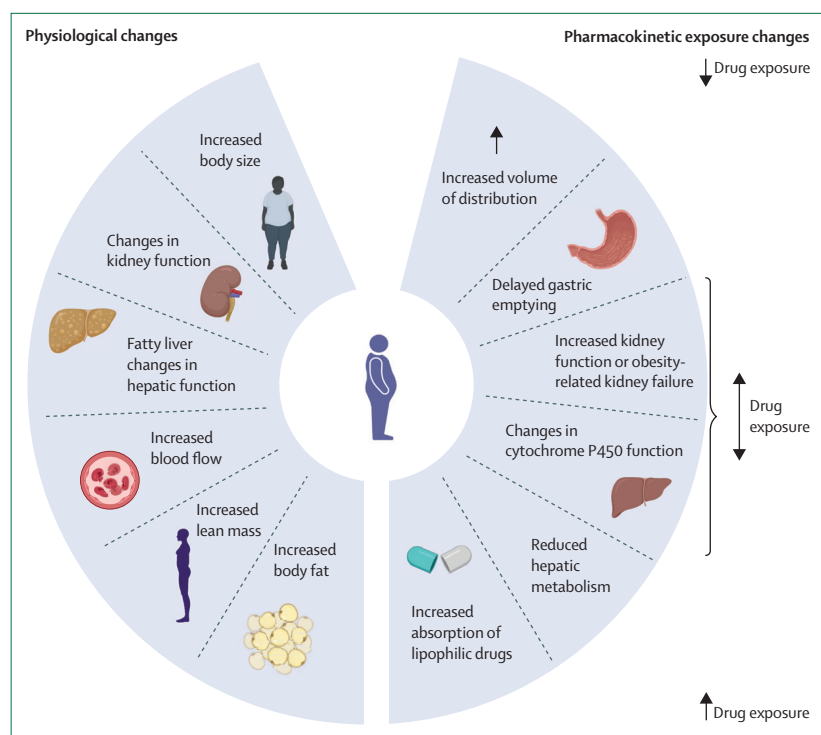 Physiological changes
Pharmacokinetic exposure changes
Drug exposure
Increased
body size
Changes in
kidney function
Fatty liver
changes in
hepatic function
Increased
blood flow
Increased
lean mass
Increased
body fat
Increased volume
of distribution
Delayed gastric
emptying
Increased kidney
function or obesity-
related kidney failure
Changes in
cytochrome P450 function
Reduced
hepatic
metabolism
Increased
absorption of
lipophilic drugs
Drug
exposure
Drug exposure